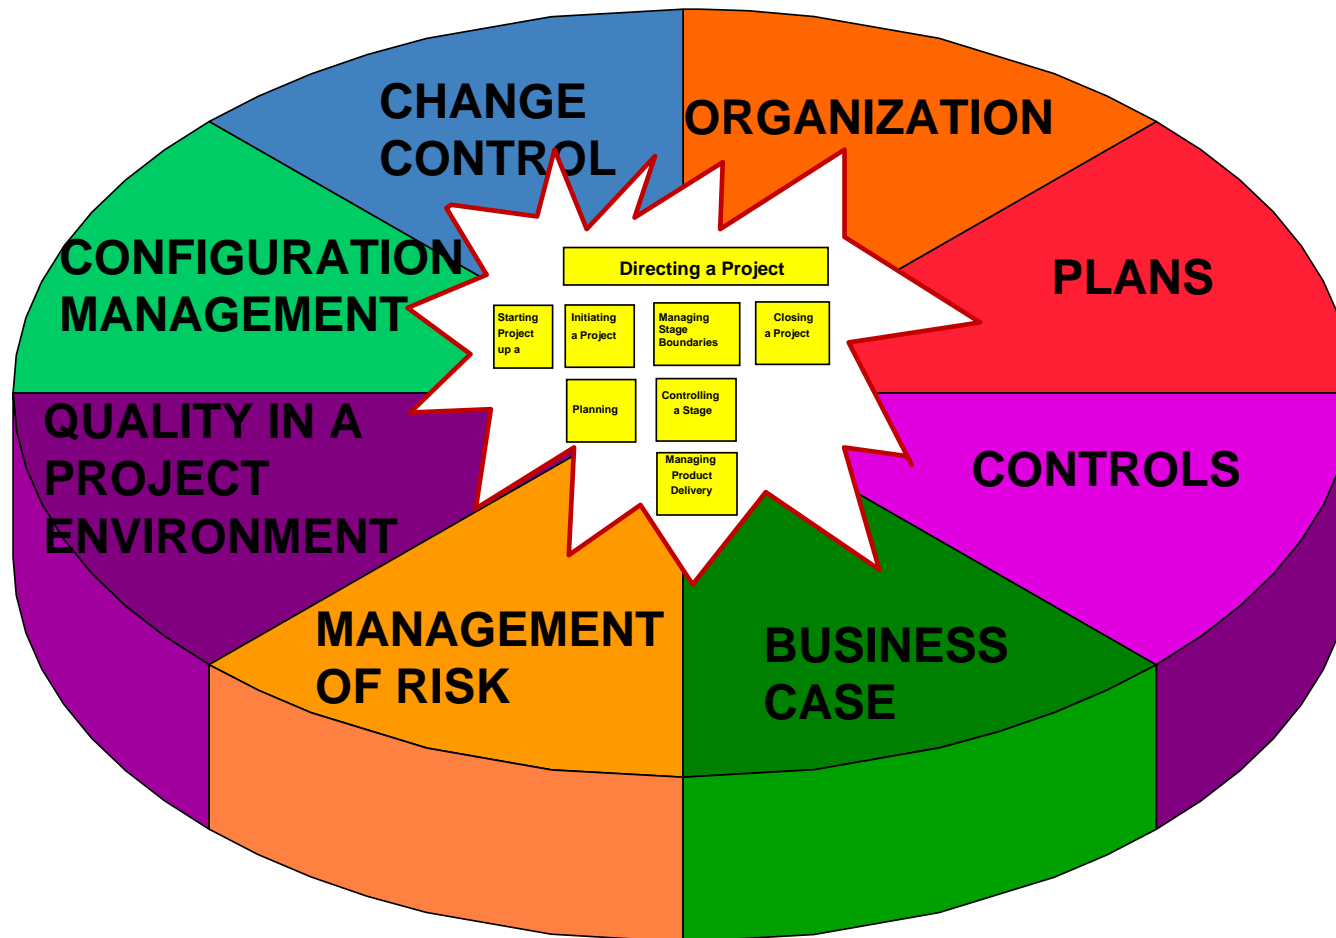 CHANGE
CONTROL
ORGANIZATION
CONFIGURATION
MANAGEMENT
PLANS
Directing a Project
Starting
Project
up a
Initiating
a Project
Managing
Stage
Boundaries
Closing
a Project
Planning
Controlling
a Stage
Managing
Product
Delivery
QUALITY IN A
PROJECT
ENVIRONMENT
CONTROLS
MANAGEMENT
OF RISK
BUSINESS
CASE